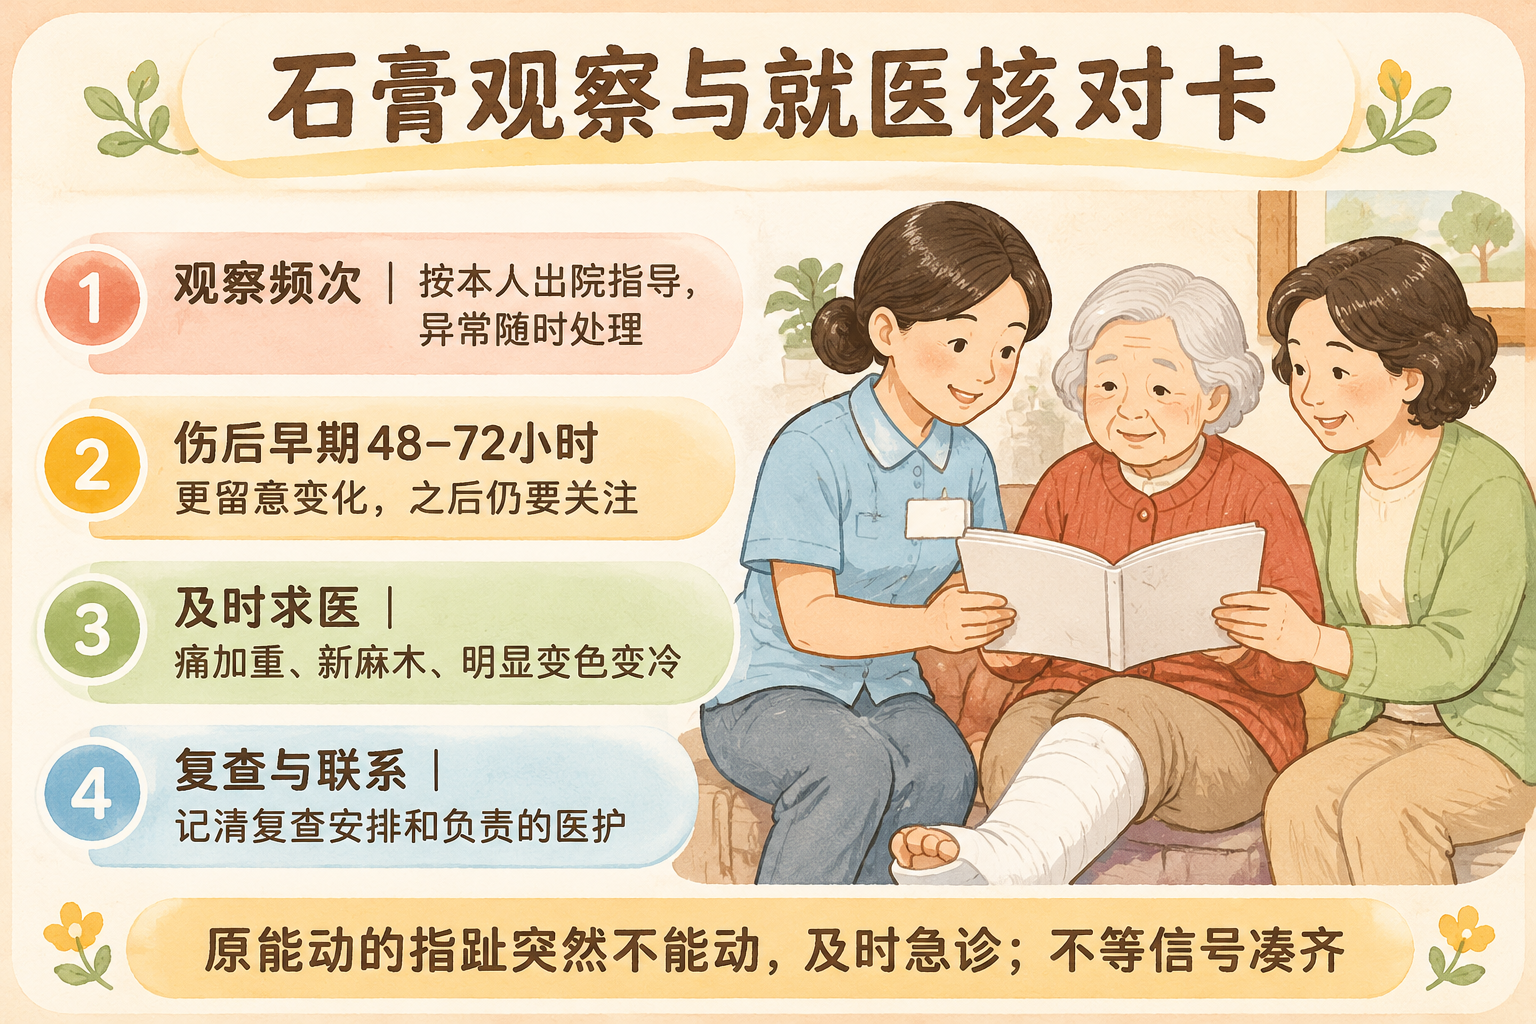 石膏观察与就医核对卡
1
观察频次｜按本人出院指导，
异常随时处理
2
伤后早期48–72小时
更留意变化，之后仍要关注
3
及时求医｜
痛加重、新麻木、明显变色变冷
4
复查与联系｜
记清复查安排和负责的医护
原能动的指趾突然不能动，及时急诊；不等信号凑齐